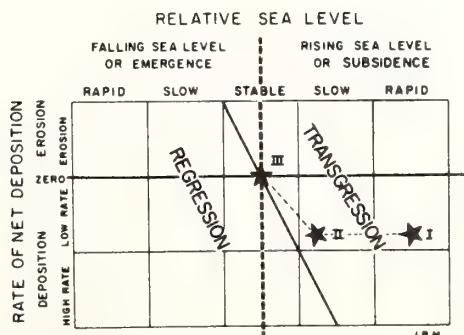 RELATIVE SEA LEVEL
FALLING SEA LEVEL
OR EMERGENCE
RISING SEA LEVEL
OR SUBSIDENCE
RAPID SLOW STABLE SLOW RAPID
RATE OF NET DEPOSITION
EROSION
EROSION
ZERO
DEPOSITION
LOW RATE
HIGH RATE
REGRESSION
TRANSGRESSION
III
II
I